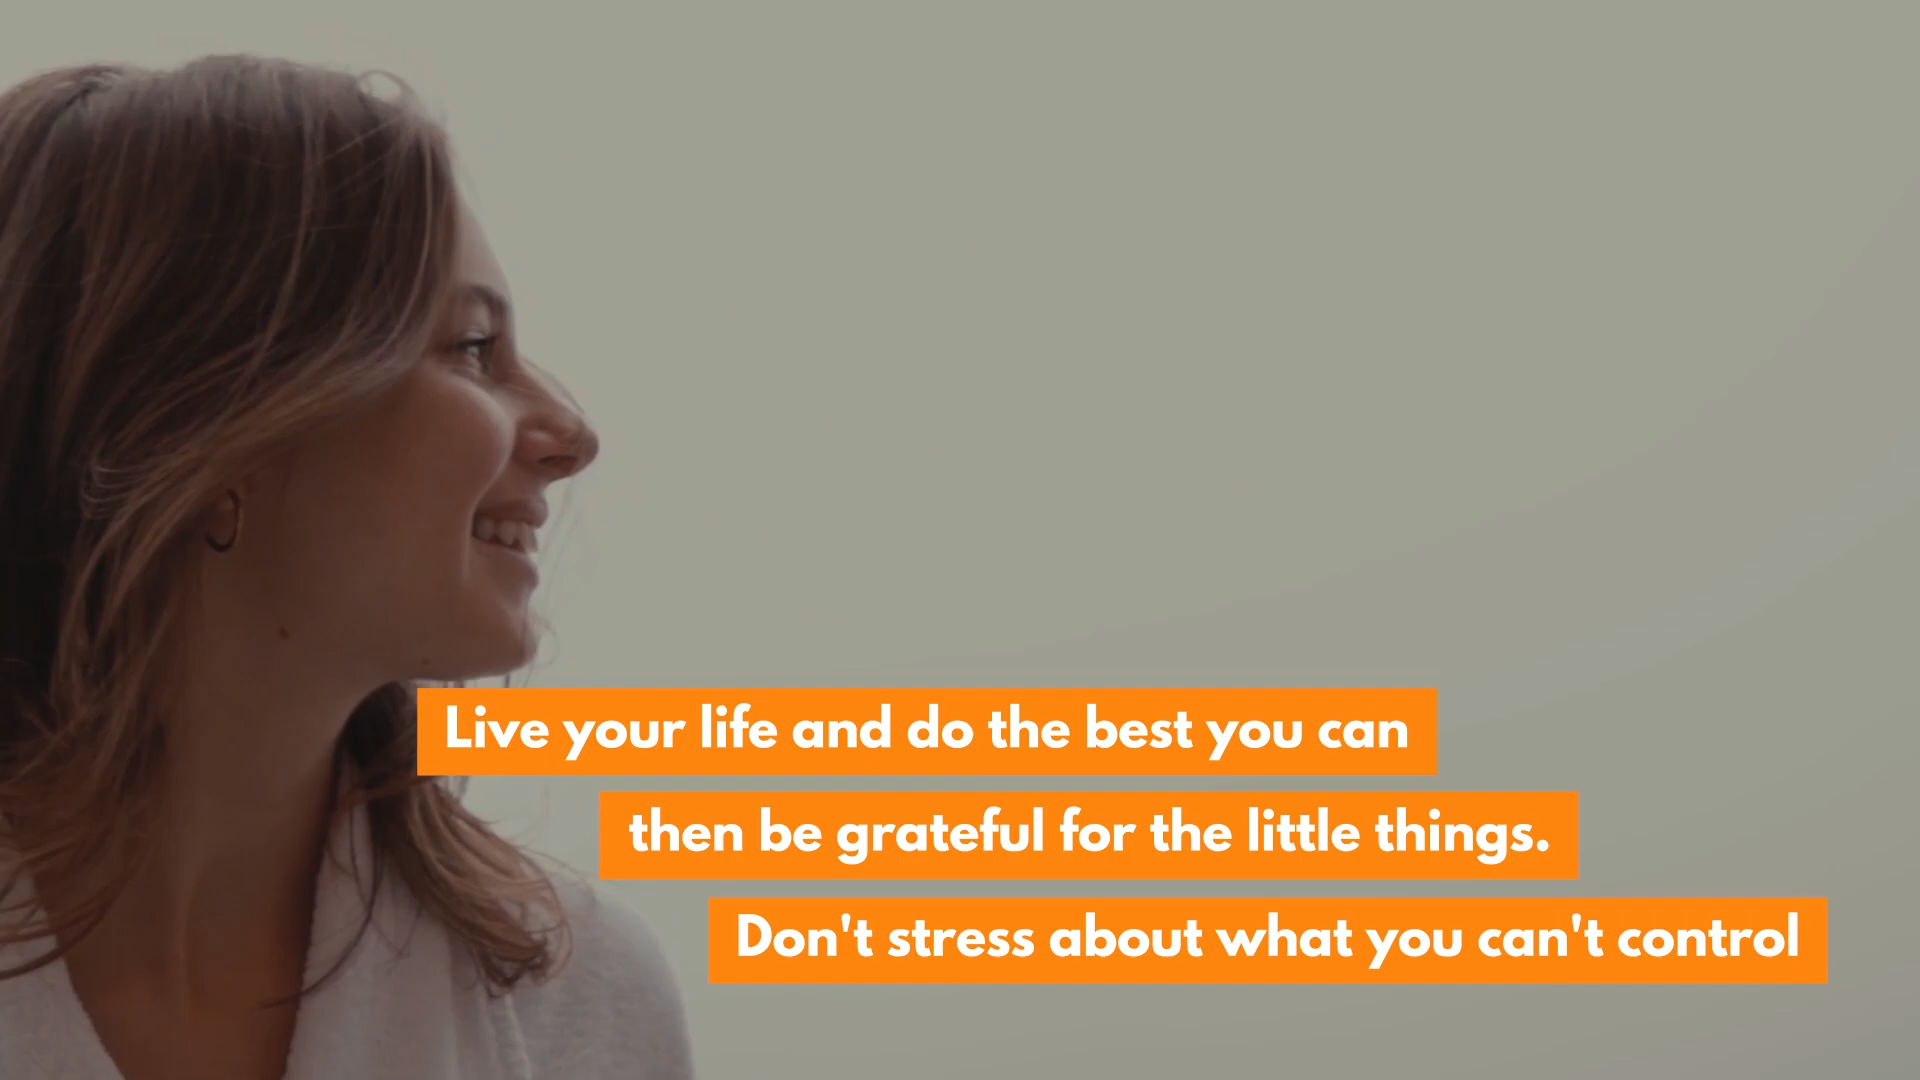 Live your life and do the best you can
then be grateful for the little things.
Don't stress about what you can't control